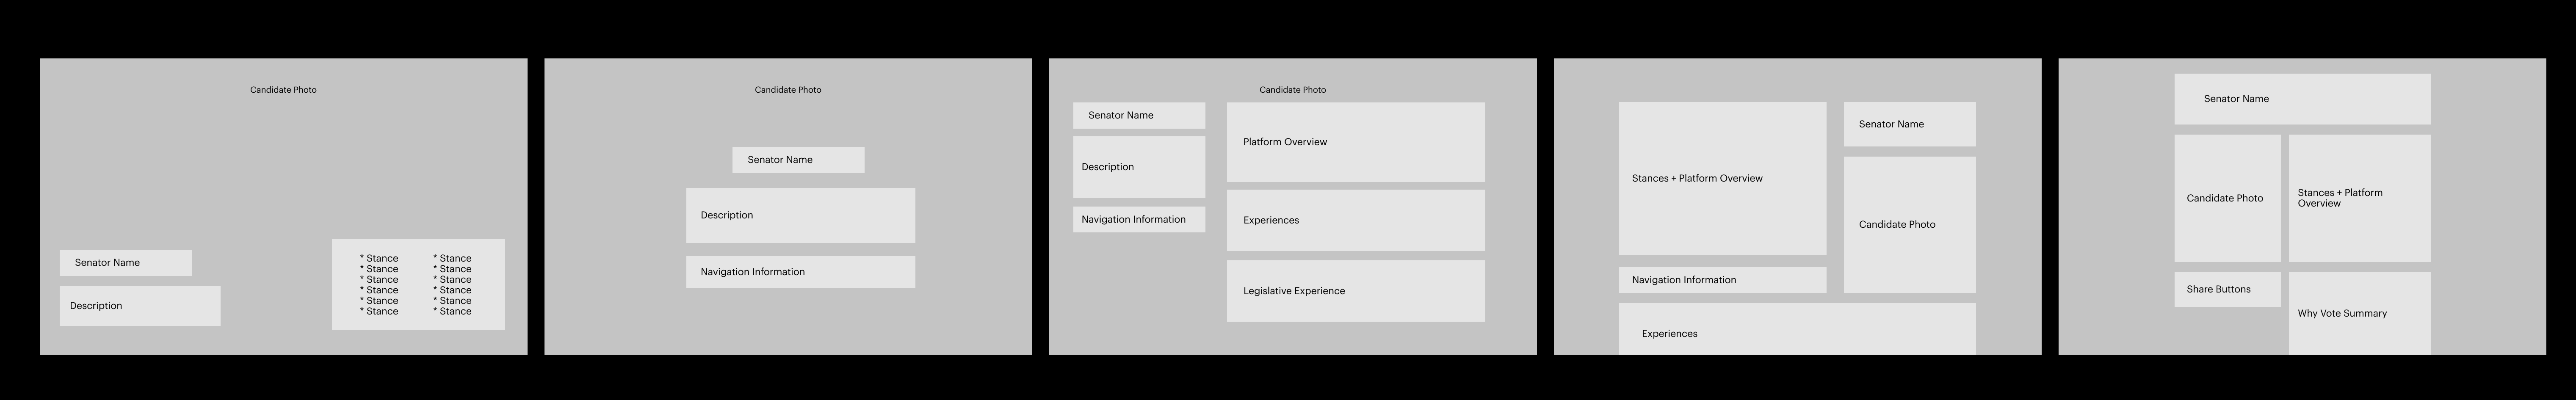 Candidate Photo
Senator Name
Description
* Stance * Stance
* Stance * Stance
* Stance * Stance
* Stance * Stance
* Stance * Stance
* Stance * Stance
Candidate Photo
Senator Name
Description
Navigation Information
Candidate Photo
Senator Name
Description
Navigation Information
Platform Overview
Experiences
Legislative Experience
Stances + Platform Overview
Navigation Information
Senator Name
Candidate Photo
Experiences
Senator Name
Candidate Photo
Share Buttons
Stances + Platform
Overview
Why Vote Summary